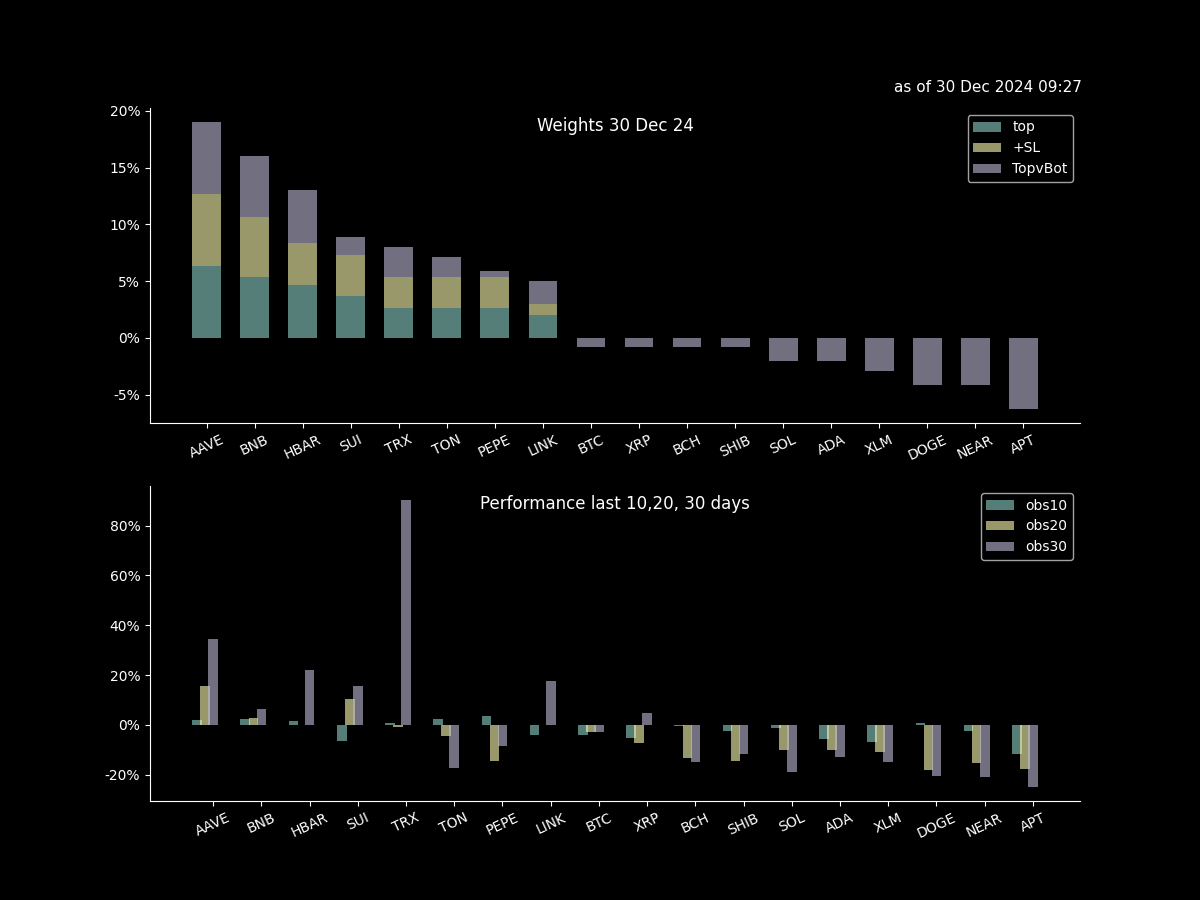 as of 30 Dec 2024 09:27
Weights 30 Dec 24
top
+SL
TopvBot
20%
15%
10%
5%
0%
-5%
AAVE BNB HBAR SUI TRX TON PEPE LINK BTC XRP BCH SHIB SOL ADA XLM DOGE NEAR APT
Performance last 10,20, 30 days
obs10
obs20
obs30
80%
60%
40%
20%
0%
-20%
AAVE BNB HBAR SUI TRX TON PEPE LINK BTC XRP BCH SHIB SOL ADA XLM DOGE NEAR APT